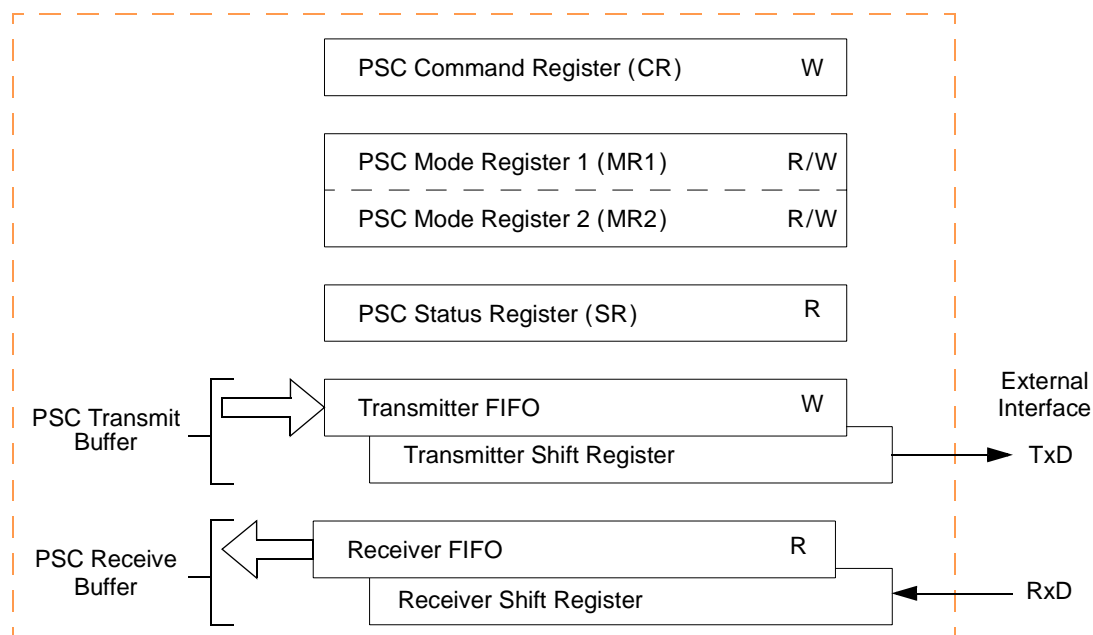 PSC Command Register (CR) W
PSC Mode Register 1 (MR1) R/W
PSC Mode Register 2 (MR2) R/W
PSC Status Register (SR) R
PSC Transmit
Buffer
Transmitter FIFO W
Transmitter Shift Register
External
Interface
TxD
PSC Receive
Buffer
Receiver FIFO R
Receiver Shift Register
RxD